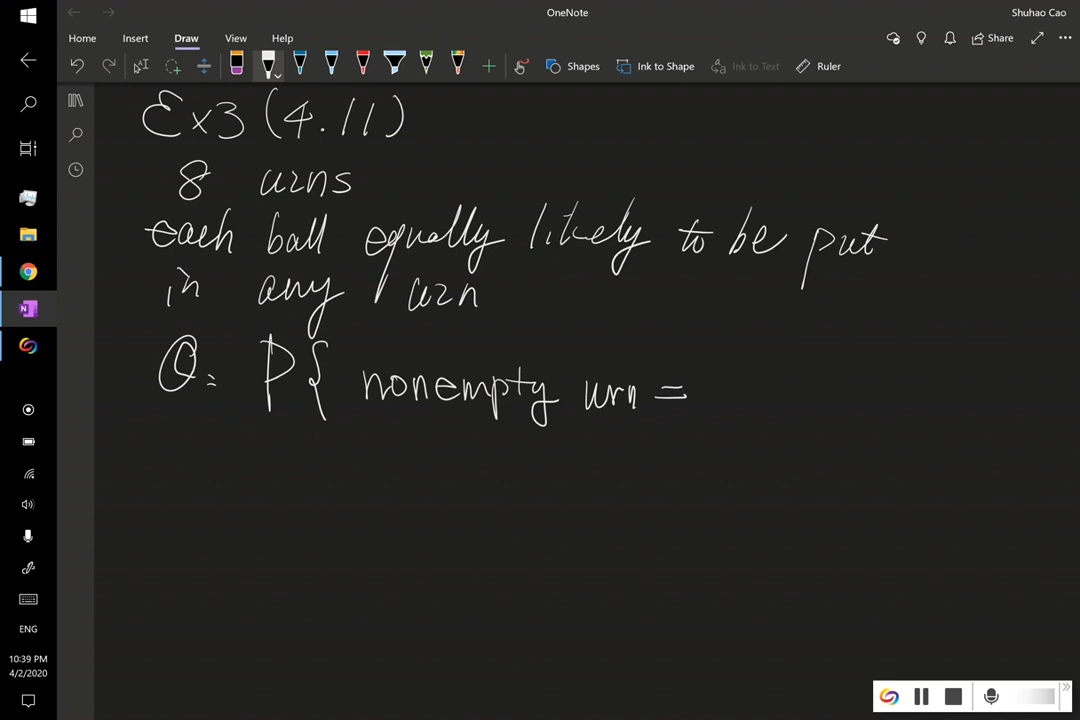 OneNote
Shuhao Cao
Home Insert Draw View Help
Share
Shapes Ink to Shape Ink to Text Ruler
Ex3 (4.11)
8 urns
each ball equally likely to be put
in any urn
Q: P{ nonempty urn =
ENG
10:39 PM
4/2/2020